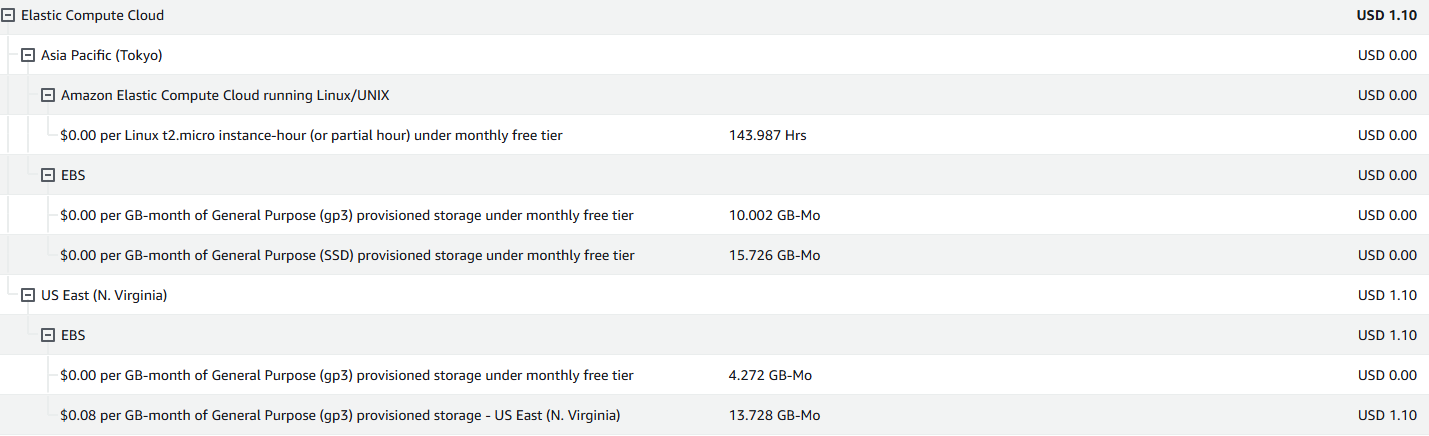 Elastic Compute Cloud USD 1.10
Asia Pacific (Tokyo) USD 0.00
Amazon Elastic Compute Cloud running Linux/UNIX USD 0.00
$0.00 per Linux t2.micro instance-hour (or partial hour) under monthly free tier 143.987 Hrs USD 0.00
EBS USD 0.00
$0.00 per GB-month of General Purpose (gp3) provisioned storage under monthly free tier 10.002 GB-Mo USD 0.00
$0.00 per GB-month of General Purpose (SSD) provisioned storage under monthly free tier 15.726 GB-Mo USD 0.00
US East (N. Virginia) USD 1.10
EBS USD 1.10
$0.00 per GB-month of General Purpose (gp3) provisioned storage under monthly free tier 4.272 GB-Mo USD 0.00
$0.08 per GB-month of General Purpose (gp3) provisioned storage - US East (N. Virginia) 13.728 GB-Mo USD 1.10